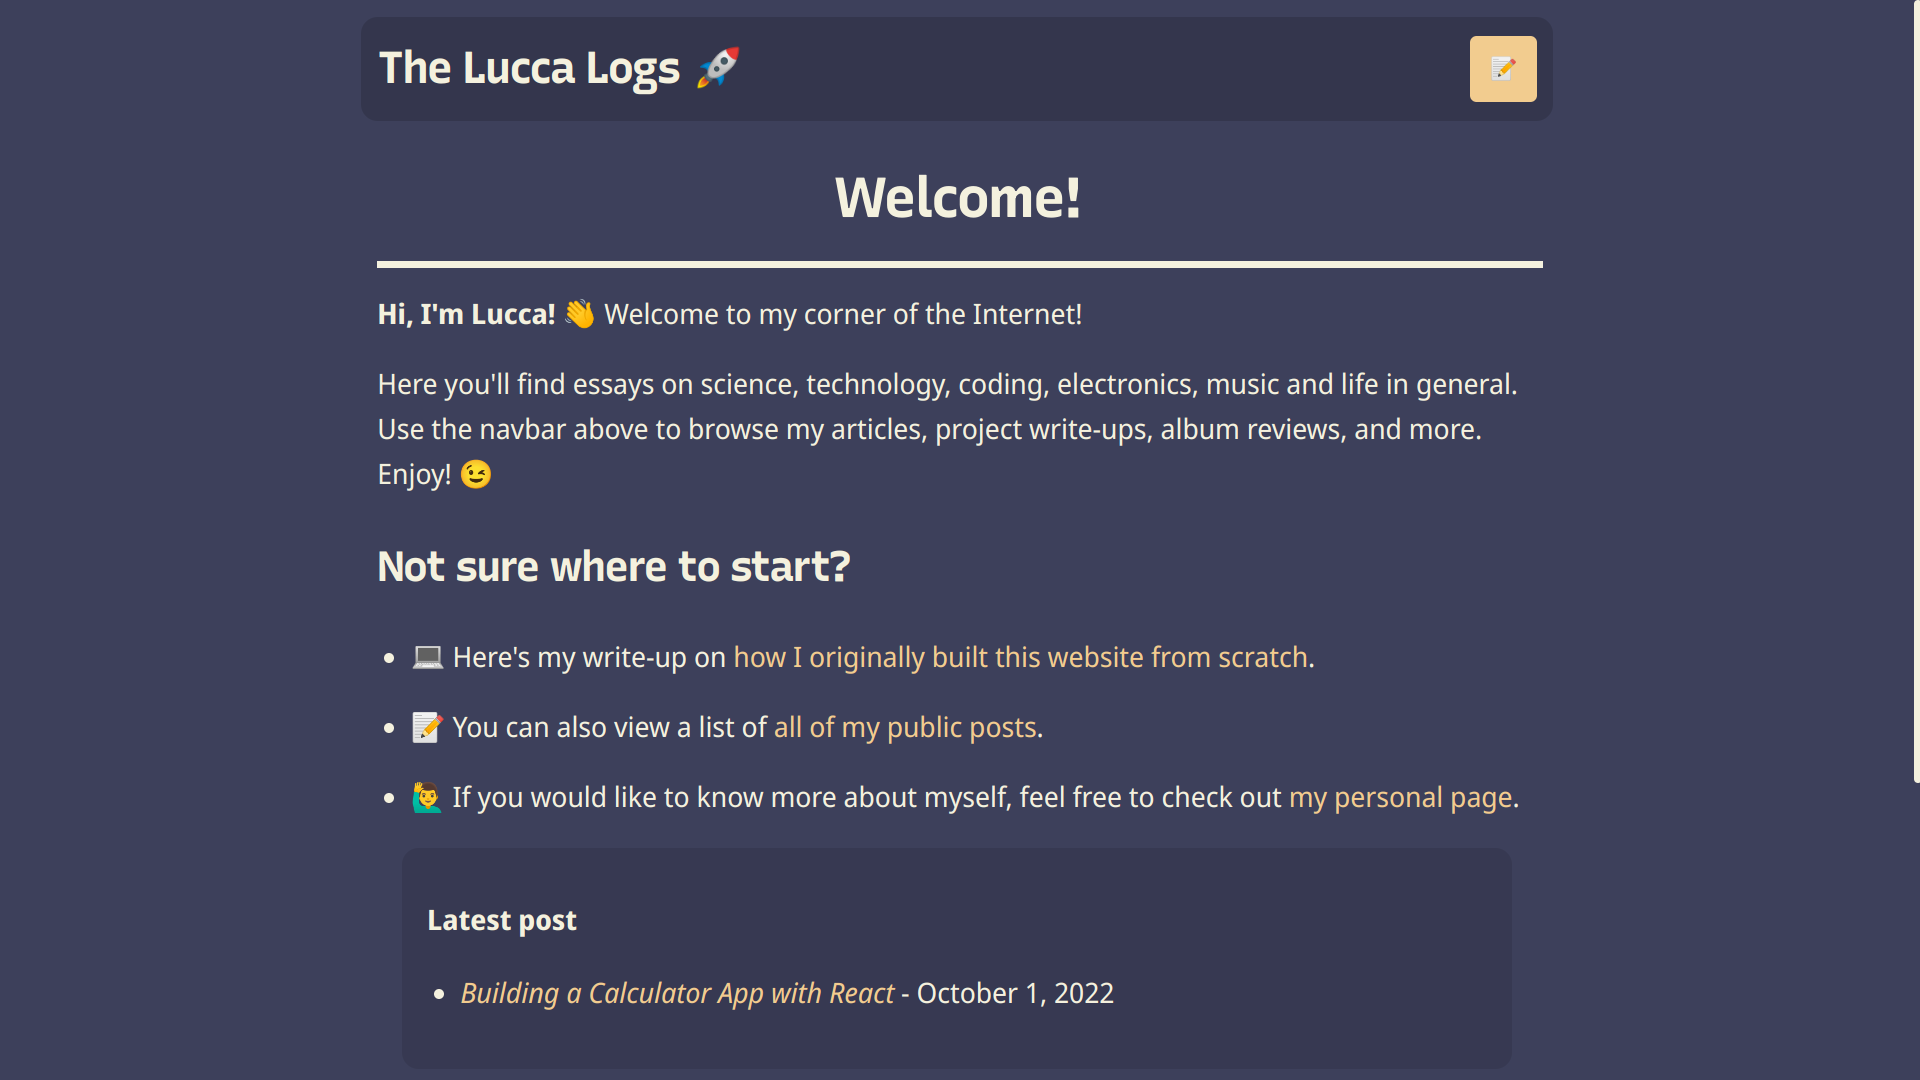 The Lucca Logs 🚀
📝
Welcome!
Hi, I'm Lucca! 👋 Welcome to my corner of the Internet!
Here you'll find essays on science, technology, coding, electronics, music and life in general.
Use the navbar above to browse my articles, project write-ups, album reviews, and more.
Enjoy! 😉
Not sure where to start?
• 💻 Here's my write-up on how I originally built this website from scratch.
• 📝 You can also view a list of all of my public posts.
• 🙋‍♂️ If you would like to know more about myself, feel free to check out my personal page.
Latest post
• Building a Calculator App with React - October 1, 2022